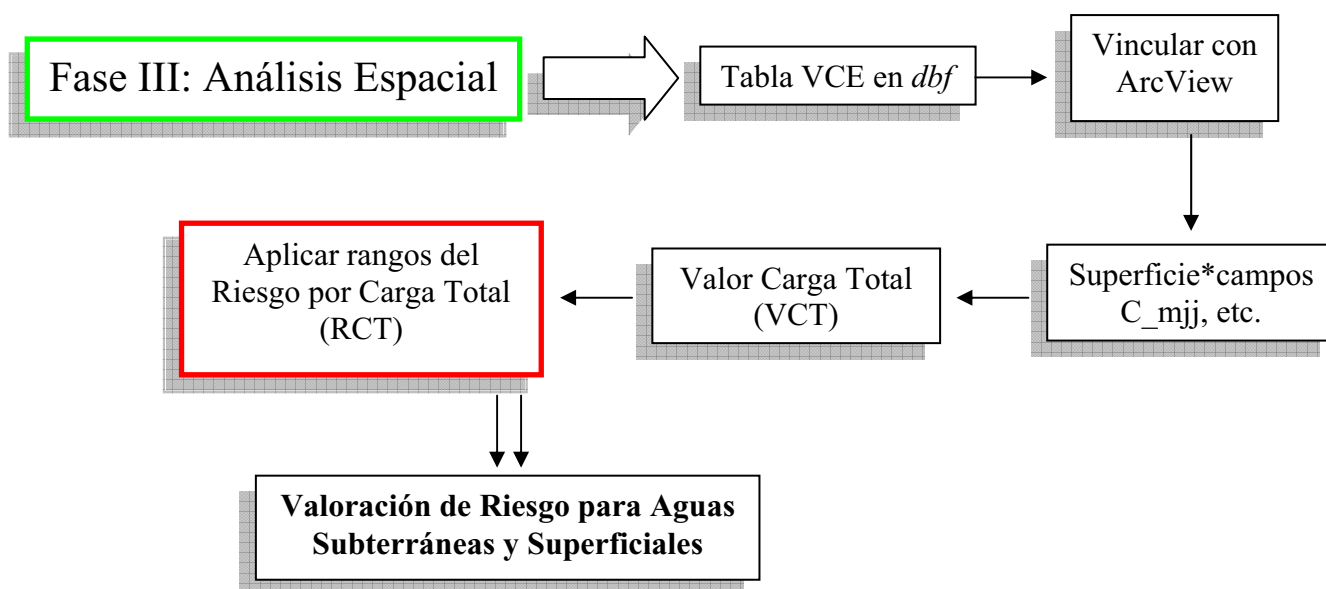 Fase III: Análisis Espacial
Tabla VCE en dbf
Vincular con
ArcView
Superficie*campos
C_mjj, etc.
Valor Carga Total
(VCT)
Aplicar rangos del
Riesgo por Carga Total
(RCT)
Valoración de Riesgo para Aguas
Subterráneas y Superficiales